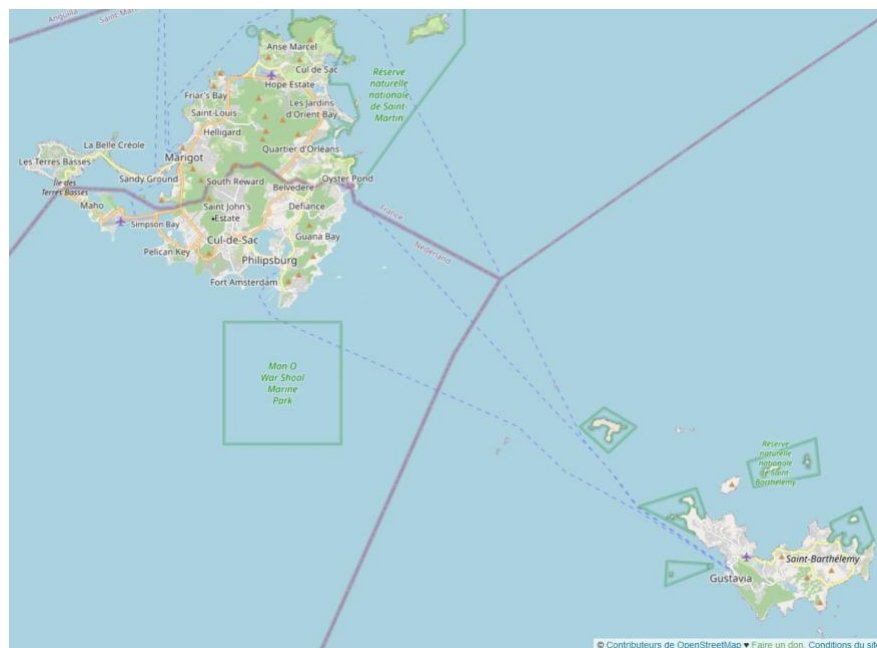 Anguilla
Saint-Mar
Anse Marcel
Cul de Sac
Hope Estate
Réserve
naturelle
nationale
de Saint-
Martin
Friar's Bay
Les Jardins
d'Orient Bay
Saint-Louis
Helligard
La Belle Créole
Quartier d'Orléans
Marigot
Les Terres Basses
Sandy Ground
South Reward
Oyster Pond
Île des
Terres Basses
Belvedere
Maho
Saint John's
Estate
Defiance
France
Simpson Bay
Cul-de-Sac
Guana Bay
Nederland
Pelican Key
Philipsburg
Fort Amsterdam
Man O
War Shoal
Marine
Park
Réserve
naturelle
nationale
de Saint-
Barthélemy
Saint-Barthélemy
Gustavia
© Contributeurs de OpenStreetMap ♥ Faire un don. Conditions du site